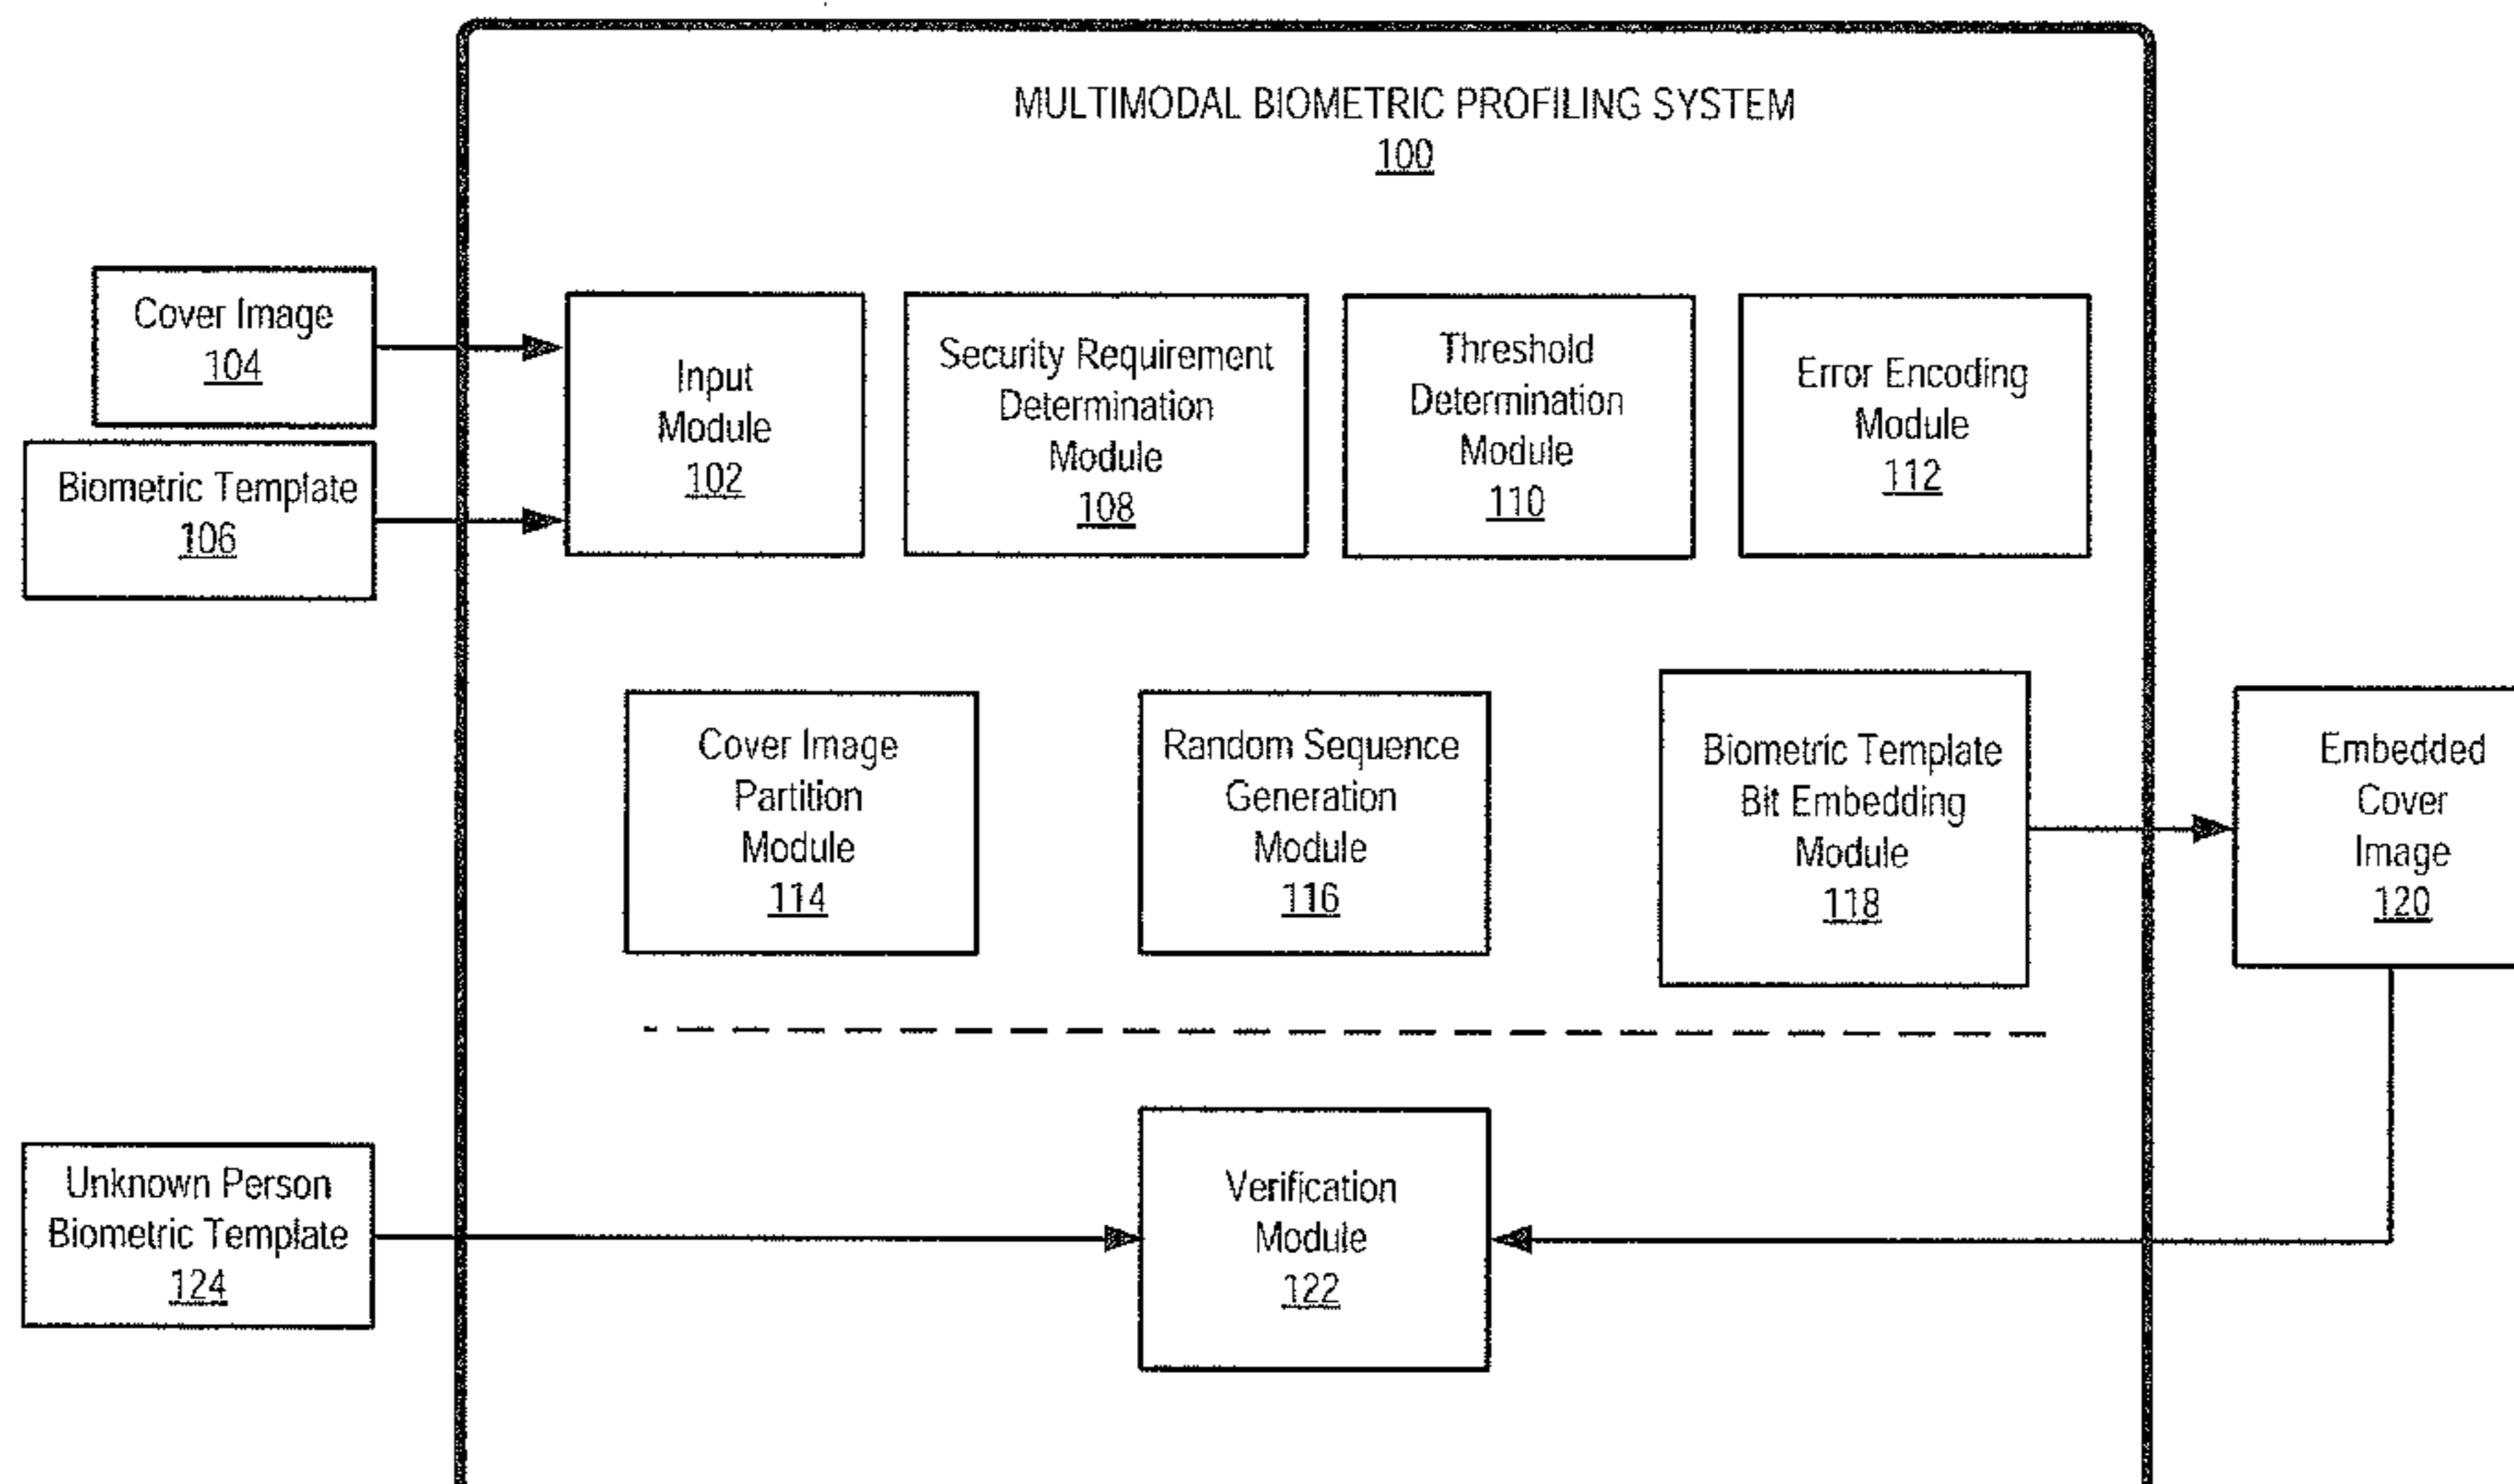 MULTIMODAL BIOMETRIC PROFILING SYSTEM
100
Cover Image
104
Biometric Template
106
Input
Module
102
Security Requirement
Determination
Module
108
Threshold
Determination
Module
110
Error Encoding
Module
112
Cover Image
Partition
Module
114
Random Sequence
Generation
Module
116
Biometric Template
Bit Embedding
Module
118
Embedded
Cover
Image
120
Unknown Person
Biometric Template
124
Verification
Module
122